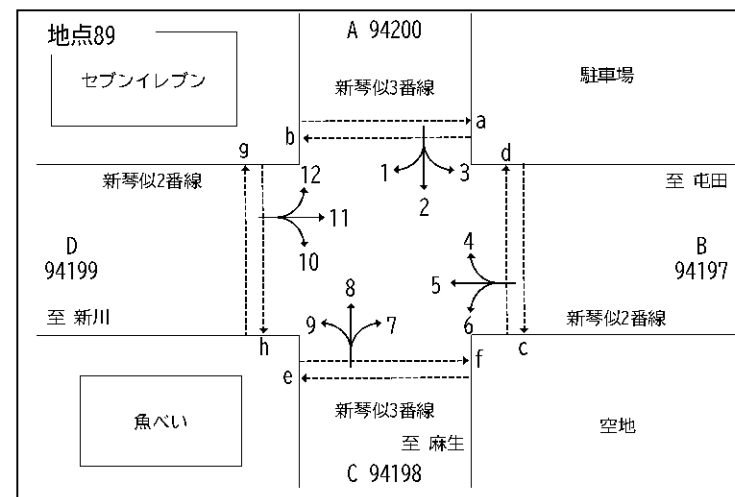 地点89
A 94200
セブンイレブン
新琴似3番線
駐車場
a
b
g
d
新琴似2番線
12
1
3
2
至 屯田
11
4
D
94199
10
5
B
94197
8
6
至 新川
9
7
新琴似2番線
h
f
c
e
魚べい
新琴似3番線
至 麻生
空地
C 94198